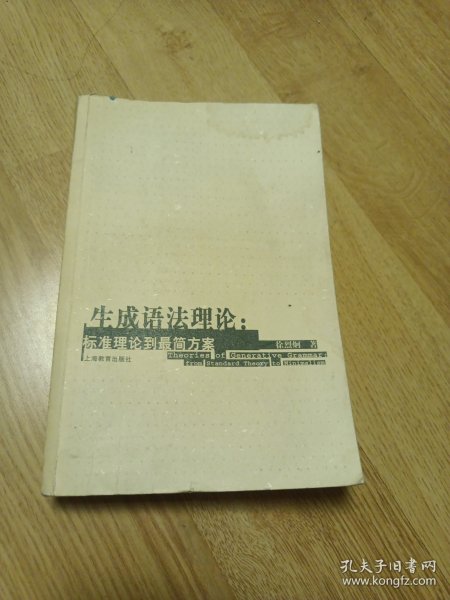 生成语法理论：
标准理论到最简方案
徐烈炯 著
上海教育出版社
Theories of Generative Grammar:
from Standard Theory to Minimalism
孔夫子旧书网
www.kongfz.com